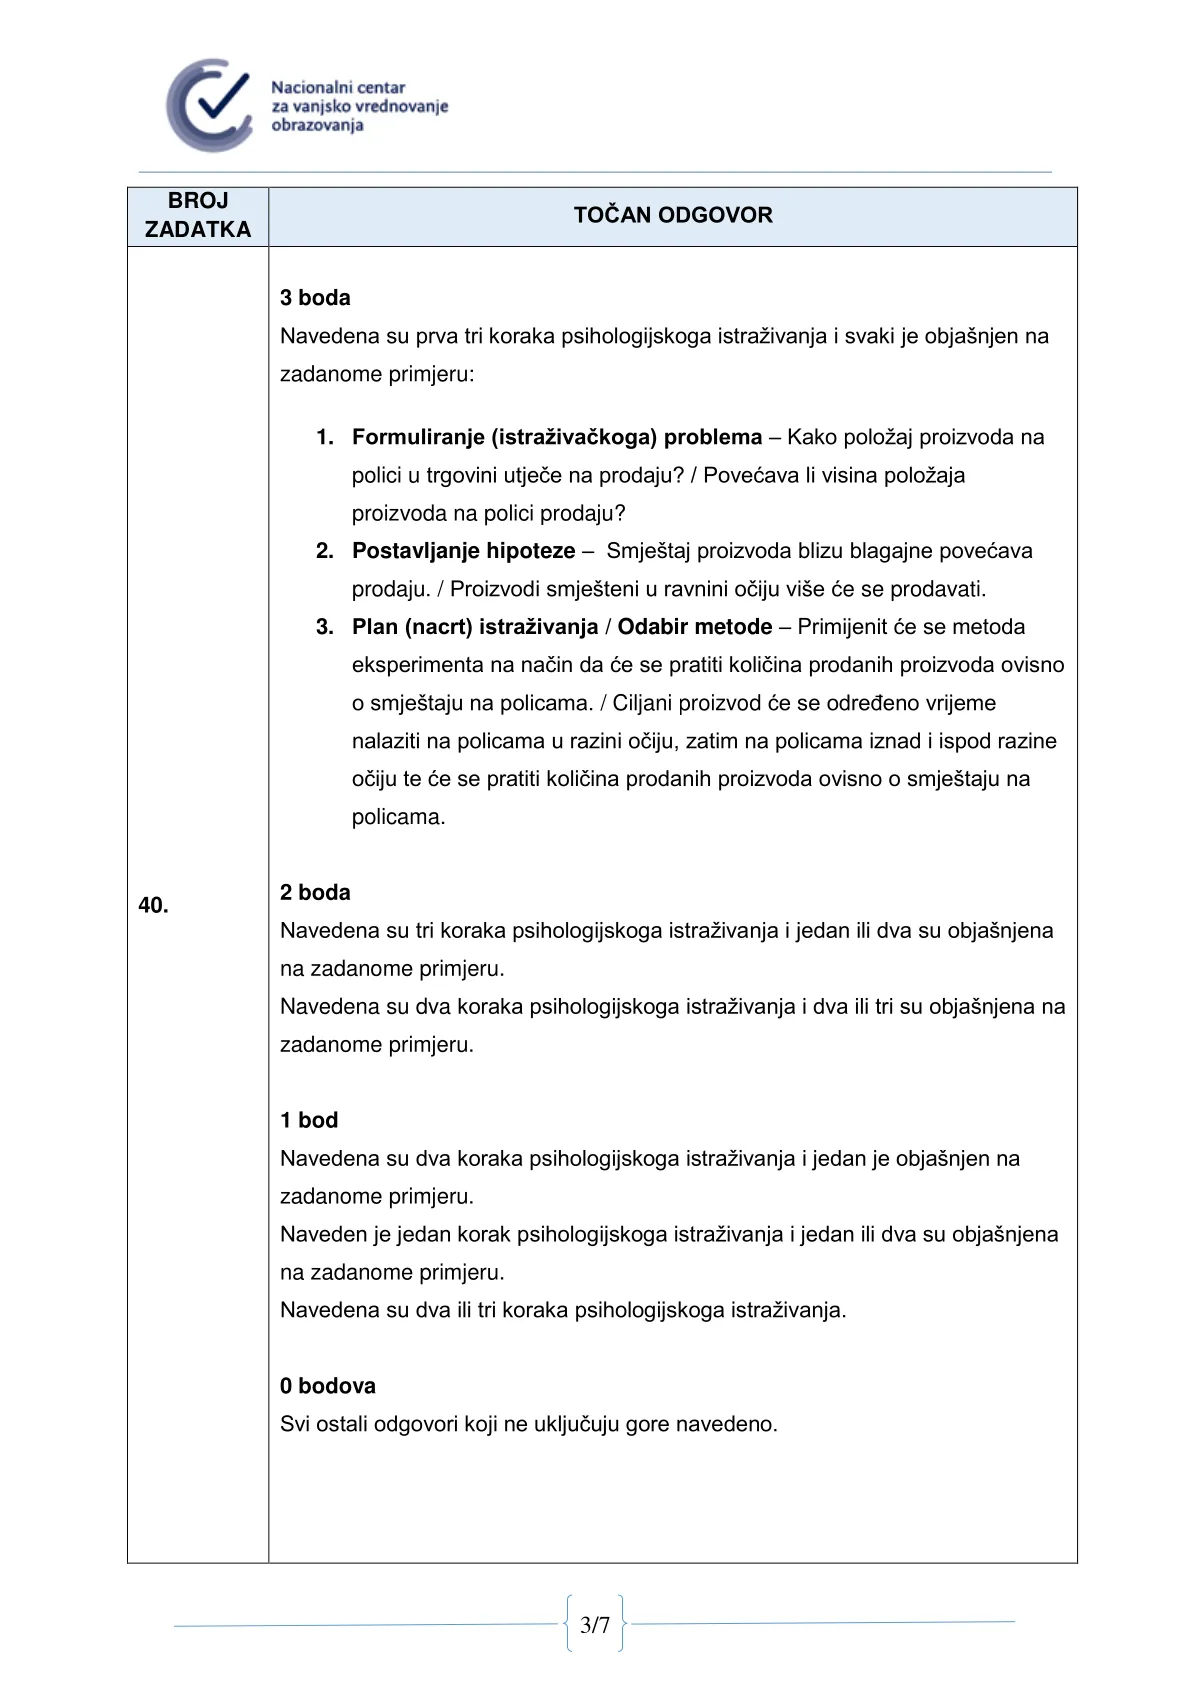 Nacionalni centar
za vanjsko vrednovanje
obrazovanja
BROJ
ZADATKA
TOČAN ODGOVOR
3 boda
Navedena su prva tri koraka psihologijskoga istraživanja i svaki je objašnjen na
zadanome primjeru:
1. Formuliranje (istraživačkoga) problema – Kako položaj proizvoda na
polici u trgovini utječe na prodaju? / Povećava li visina položaja
proizvoda na polici prodaju?
2. Postavljanje hipoteze – Smještaj proizvoda blizu blagajne povećava
prodaju. / Proizvodi smješteni u ravnini očiju više će se prodavati.
3. Plan (nacrt) istraživanja / Odabir metode – Primijenit će se metoda
eksperimenta na način da će se pratiti količina prodanih proizvoda ovisno
o smještaju na policama. / Ciljani proizvod će se određeno vrijeme
nalaziti na policama u razini očiju, zatim na policama iznad i ispod razine
očiju te će se pratiti količina prodanih proizvoda ovisno o smještaju na
policama.
40.
2 boda
Navedena su tri koraka psihologijskoga istraživanja i jedan ili dva su objašnjena
na zadanome primjeru.
Navedena su dva koraka psihologijskoga istraživanja i dva ili tri su objašnjena na
zadanome primjeru.
1 bod
Navedena su dva koraka psihologijskoga istraživanja i jedan je objašnjen na
zadanome primjeru.
Naveden je jedan korak psihologijskoga istraživanja i jedan ili dva su objašnjena
na zadanome primjeru.
Navedena su dva ili tri koraka psihologijskoga istraživanja.
0 bodova
Svi ostali odgovori koji ne uključuju gore navedeno.
3/7